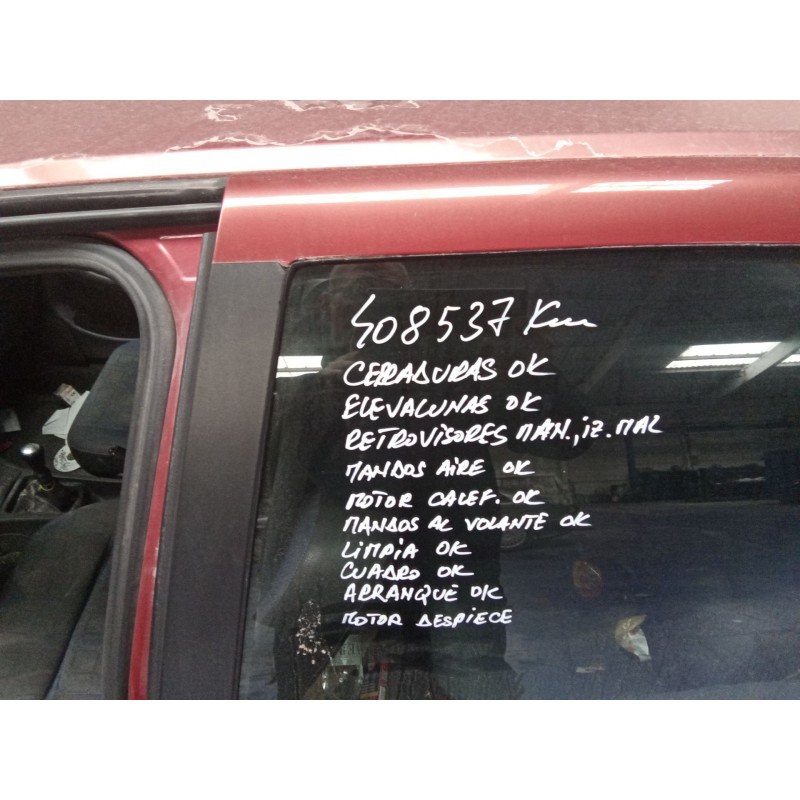 408537 Km
CERRADURAS OK
ELEVALUNAS OK
RETROVISORES MAN., IZ. MAL
MANDOS AIRE OK
MOTOR CALEF. OK
MANDOS AL VOLANTE OK
LIMPIA OK
CUADRO OK
ARRANQUE OK
MOTOR DESPIECE